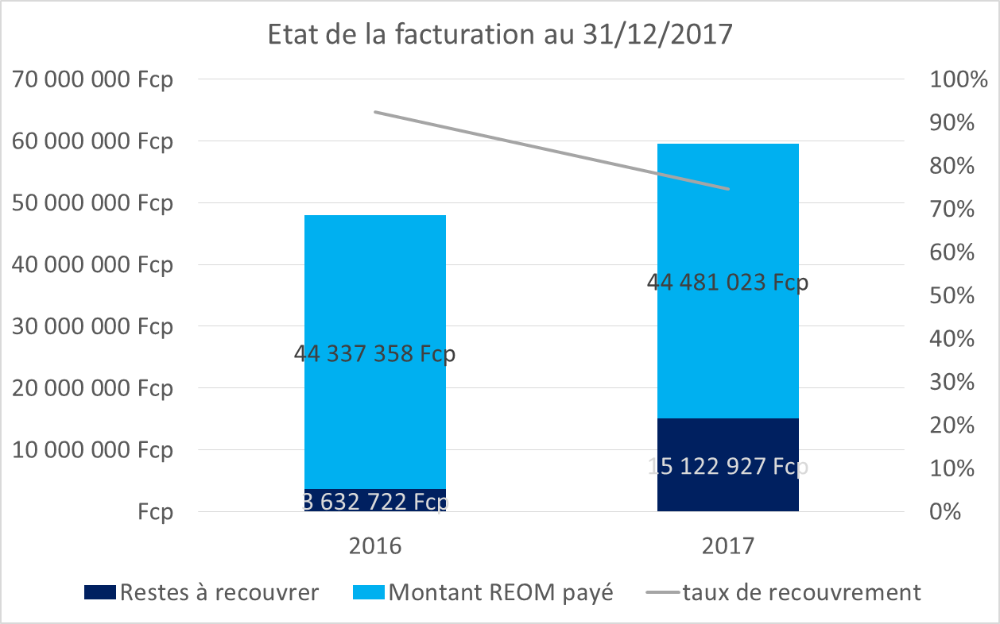 Etat de la facturation au 31/12/2017
70 000 000 Fcp
60 000 000 Fcp
50 000 000 Fcp
40 000 000 Fcp
30 000 000 Fcp
20 000 000 Fcp
10 000 000 Fcp
Fcp
100%
90%
80%
70%
60%
50%
40%
30%
20%
10%
0%
44 337 358 Fcp
3 632 722 Fcp
44 481 023 Fcp
15 122 927 Fcp
2016
2017
Restes à recouvrer
Montant REOM payé
taux de recouvrement